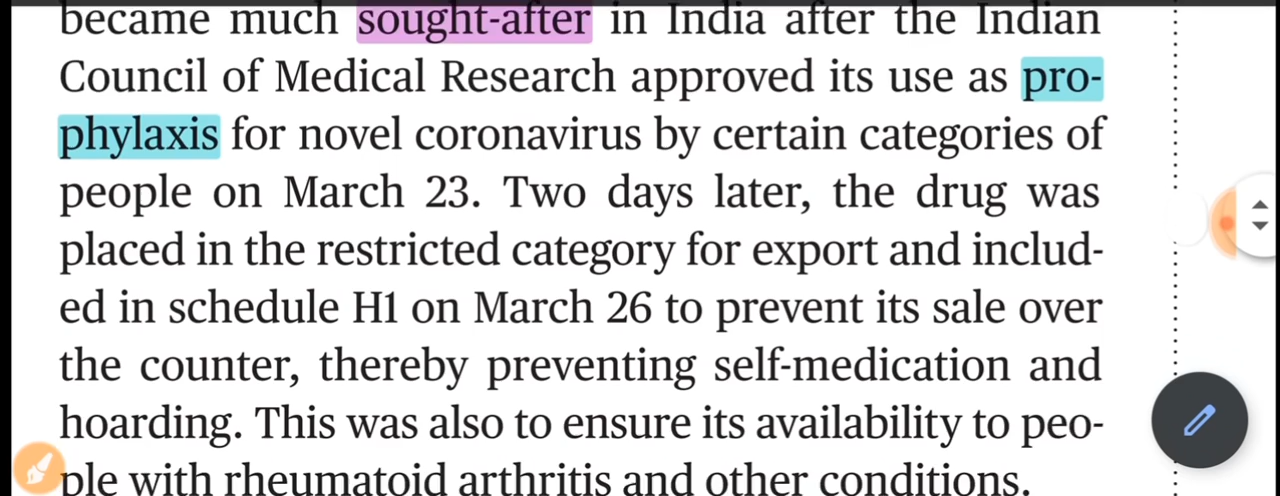 became much sought-after in India after the Indian
Council of Medical Research approved its use as pro-
phylaxis for novel coronavirus by certain categories of
people on March 23. Two days later, the drug was
placed in the restricted category for export and includ-
ed in schedule H1 on March 26 to prevent its sale over
the counter, thereby preventing self-medication and
hoarding. This was also to ensure its availability to peo-
ple with rheumatoid arthritis and other conditions.